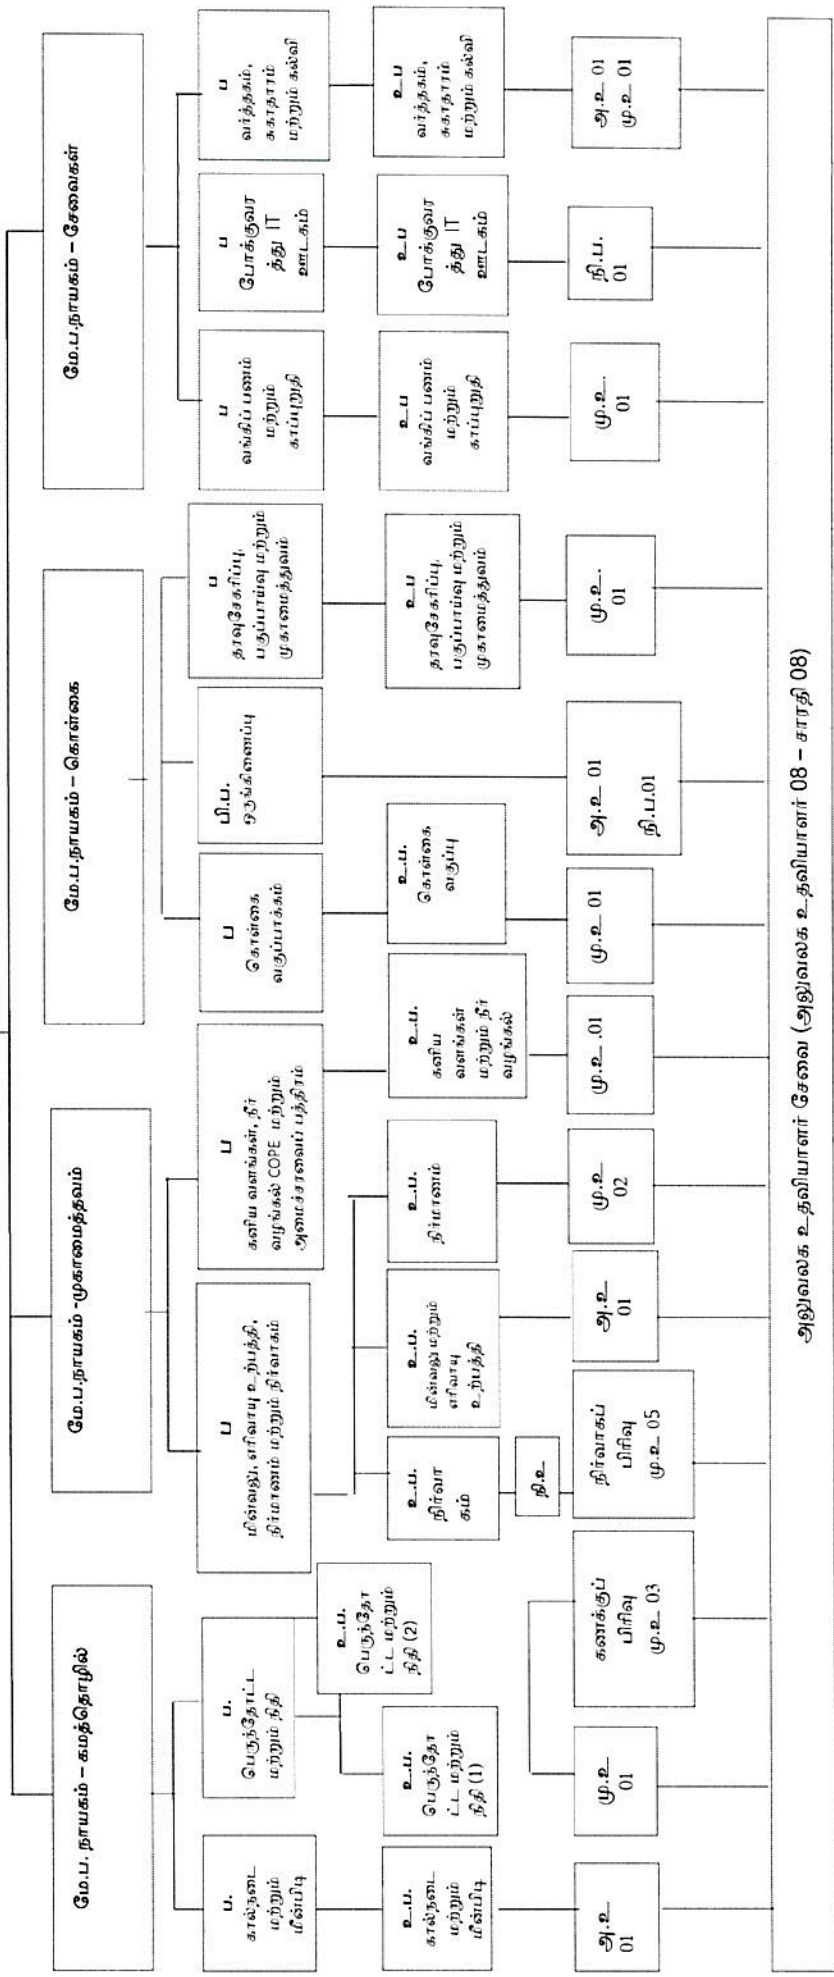 மே.ப. நாயகம் – கமத்தொழில்
மே.ப.நாயகம் -முகாமைத்தவம்
மே.ப.நாயகம் – கொள்கை
மே.ப.நாயகம் – சேவைகள்
ப.
கால்நடை
மற்றும்
மீன்பிடி
ப.
பெருந்தோட்ட
மற்றும் நிதி
ப
மின்வலு, எரிவாயு உற்பத்தி,
நிர்மாணம் மற்றும் நிர்வாகம்
ப
கனிய வளங்கள், நீர்
வழங்கல் COPE மற்றும்
அமைச்சரவைப் பத்திரம்
ப
கொள்கை
வகுப்பாக்கம்
பி.ப.
ஒருங்கிணைப்பு
ப
தரவுசேகரிப்பு,
பகுப்பாய்வு மற்றும்
முகாமைத்துவம்
ப
வங்கிப் பணம்
மற்றும்
காப்புறுதி
ப
போக்குவர
த்து IT
ஊடகம்
ப
வர்த்தகம்,
சுகாதாரம்
மற்றும் கல்வி
உ.ப.
கால்நடை
மற்றும்
மீன்பிடி
உ.ப.
பெருந்தோ
ட்ட மற்றும்
நிதி (1)
உ.ப.
பெருந்தோ
ட்ட மற்றும்
நிதி (2)
உ.ப.
நிர்வா
கம்
உ.ப.
மின்வலு மற்றும்
எரிவாயு
உற்பத்தி
உ.ப.
நிர்மாணம்
உ.ப.
கனிய
வளங்கள்
மற்றும் நீர்
வழங்கல்
உ.ப.
கொள்கை
வகுப்பு
உ.ப
தரவுசேகரிப்பு,
பகுப்பாய்வு மற்றும்
முகாமைத்துவம்
உ.ப
வங்கிப் பணம்
மற்றும்
காப்புறுதி
உ.ப
போக்குவர
த்து IT
ஊடகம்
உ.ப
வர்த்தகம்,
சுகாதாரம்
மற்றும் கல்வி
நி.உ
அ.உ
01
மு.உ
01
கணக்குப்
பிரிவு
மு.உ 03
நிர்வாகப்
பிரிவு
மு.உ 05
அ.உ
01
மு.உ
02
மு.உ .01
மு.உ 01
அ.உ 01
நி.ப.01
மு.உ.
01
மு.உ.
01
நி.ப.
01
அ.உ 01
மு.உ 01
அலுவலக உதவியாளர் சேவை (அலுவலக உதவியாளர் 08 – சாரதி 08)